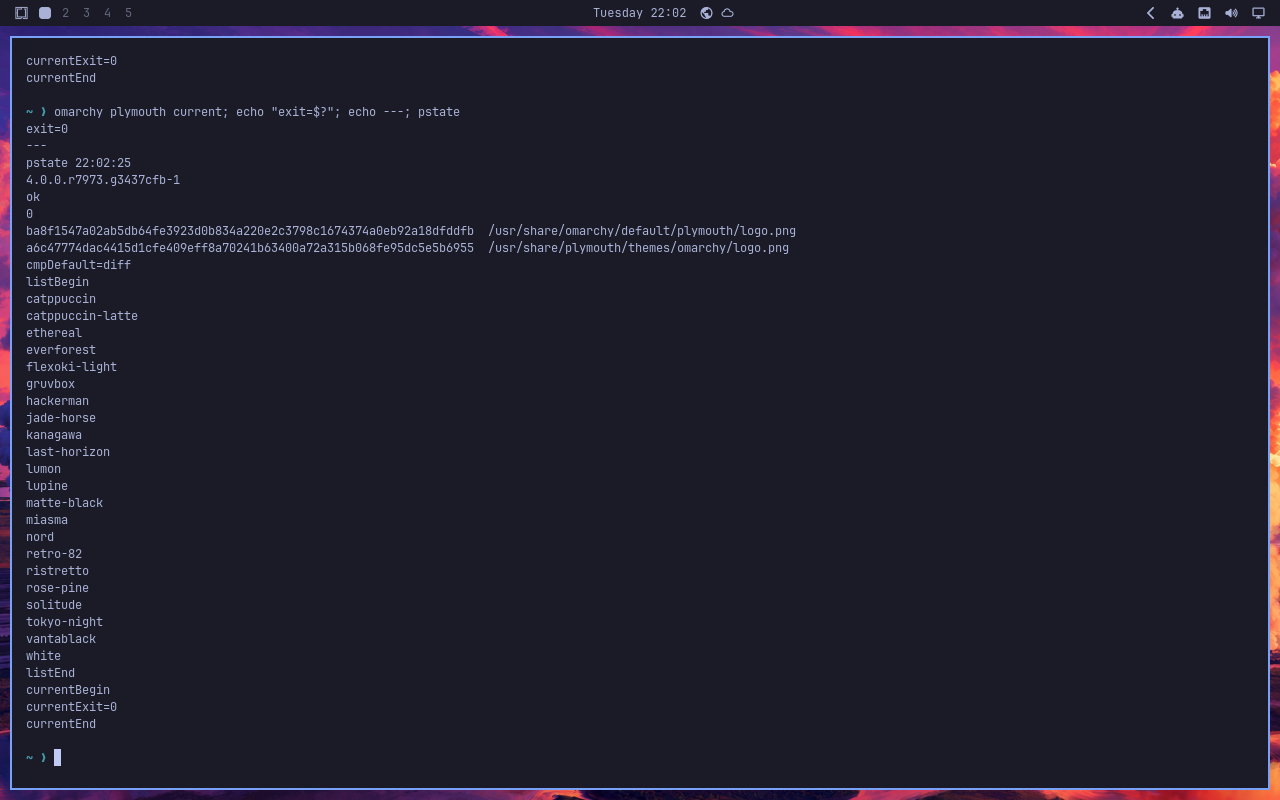 2 3 4 5 Tuesday 22:02
currentExit=0
currentEnd
~ ❯ omarchy plymouth current; echo "exit=$?"; echo ---; pstate
exit=0
---
pstate 22:02:25
4.0.0.r7973.g3437cfb-1
ok
0
ba8f1547a02ab5db64fe3923d0b834a220e2c3798c1674374a0eb92a18dfddfb  /usr/share/omarchy/default/plymouth/logo.png
a6c47774dac4415d1cfe409eff8a70241b63400a72a315b068fe95dc5e5b6955  /usr/share/plymouth/themes/omarchy/logo.png
cmpDefault=diff
listBegin
catppuccin
catppuccin-latte
ethereal
everforest
flexoki-light
gruvbox
hackerman
jade-horse
kanagawa
last-horizon
lumon
lupine
matte-black
miasma
nord
retro-82
ristretto
rose-pine
solitude
tokyo-night
vantablack
white
listEnd
currentBegin
currentExit=0
currentEnd
~ ❯